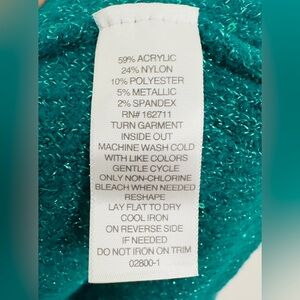 59% ACRYLIC
24% NYLON
10% POLYESTER
5% METALLIC
2% SPANDEX
RN# 162711
TURN GARMENT
INSIDE OUT
MACHINE WASH COLD
WITH LIKE COLORS
GENTLE CYCLE
ONLY NON-CHLORINE
BLEACH WHEN NEEDED
RESHAPE
LAY FLAT TO DRY
COOL IRON
ON REVERSE SIDE
IF NEEDED
DO NOT IRON ON TRIM
02800-1